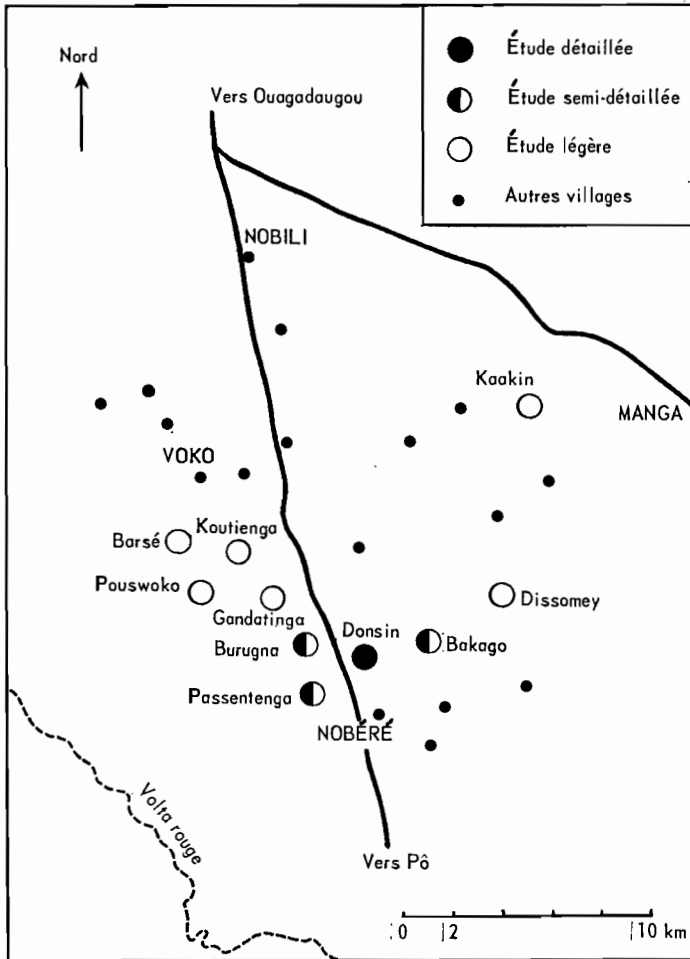 Nord
Vers Ouagadaugou
Étude détaillée
Étude semi-détaillée
Étude légère
Autres villages
NOBILI
Kaakin
MANGA
VOKO
Koutienga
Barsé
Pouswoko
Gandatinga
Dissomey
Donsin
Burugna
Bakago
Passentenga
NOBÉRÉ
Volta rouge
Vers Pô
0 2 10 km